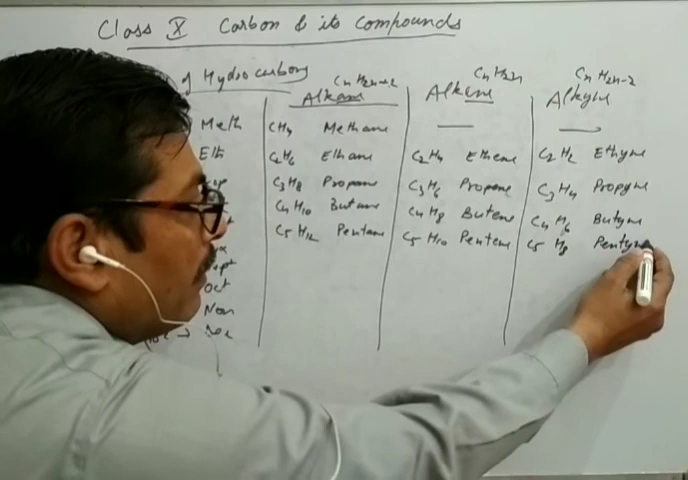 Class X Carbon & its Compounds
of Hydrocarbons
CnH2n+2 CnH2n CnH2n-2
Alkane Alkene Alkyne
Meth CH4 Methane — —
Eth C2H6 Ethane C2H4 Ethene C2H2 Ethyne
C3H8 Propane C3H6 Propene C3H4 Propyne
C4H10 Butane C4H8 Butene C4H6 Butyne
C5H12 Pentane C5H10 Pentene C5 H8 Pentyne
Oct
Non